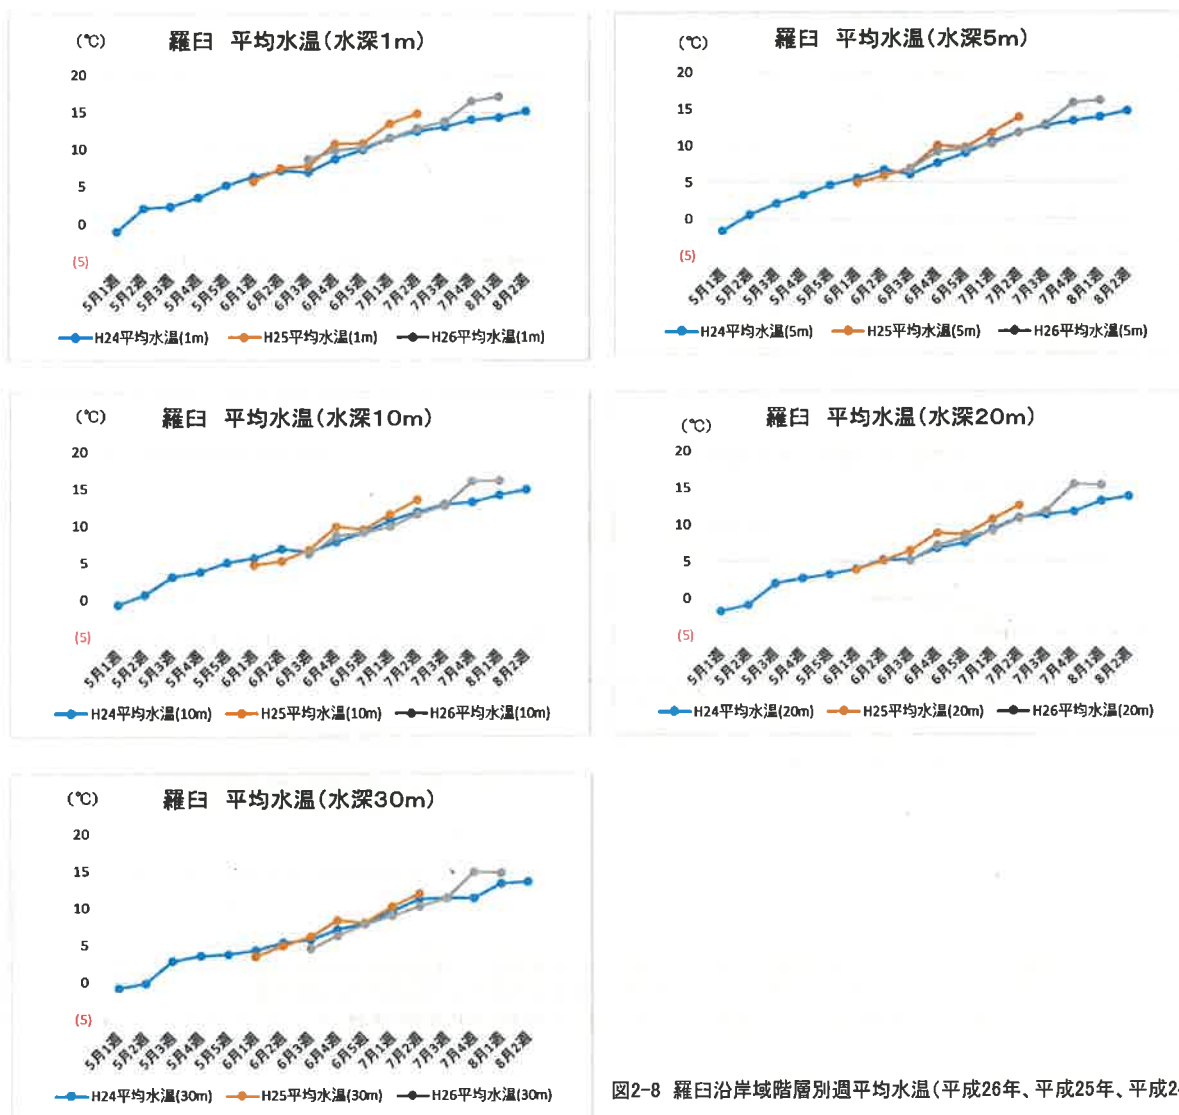 (℃) 羅臼 平均水温(水深1m)
20
15
10
5
0
(5)
5月1週 5月2週 5月3週 5月4週 5月5週 6月1週 6月2週 6月3週 6月4週 6月5週 7月1週 7月2週 7月3週 7月4週 8月1週 8月2週
H24平均水温(1m) H25平均水温(1m) H26平均水温(1m)
(℃) 羅臼 平均水温(水深5m)
20
15
10
5
0
(5)
5月1週 5月2週 5月3週 5月4週 5月5週 6月1週 6月2週 6月3週 6月4週 6月5週 7月1週 7月2週 7月3週 7月4週 8月1週 8月2週
H24平均水温(5m) H25平均水温(5m) H26平均水温(5m)
(℃) 羅臼 平均水温(水深10m)
20
15
10
5
0
(5)
5月1週 5月2週 5月3週 5月4週 5月5週 6月1週 6月2週 6月3週 6月4週 6月5週 7月1週 7月2週 7月3週 7月4週 8月1週 8月2週
H24平均水温(10m) H25平均水温(10m) H26平均水温(10m)
(℃) 羅臼 平均水温(水深20m)
20
15
10
5
0
(5)
5月1週 5月2週 5月3週 5月4週 5月5週 6月1週 6月2週 6月3週 6月4週 6月5週 7月1週 7月2週 7月3週 7月4週 8月1週 8月2週
H24平均水温(20m) H25平均水温(20m) H26平均水温(20m)
(℃) 羅臼 平均水温(水深30m)
20
15
10
5
0
(5)
5月1週 5月2週 5月3週 5月4週 5月5週 6月1週 6月2週 6月3週 6月4週 6月5週 7月1週 7月2週 7月3週 7月4週 8月1週 8月2週
H24平均水温(30m) H25平均水温(30m) H26平均水温(30m)
図2-8 羅臼沿岸域階層別週平均水温(平成26年、平成25年、平成2